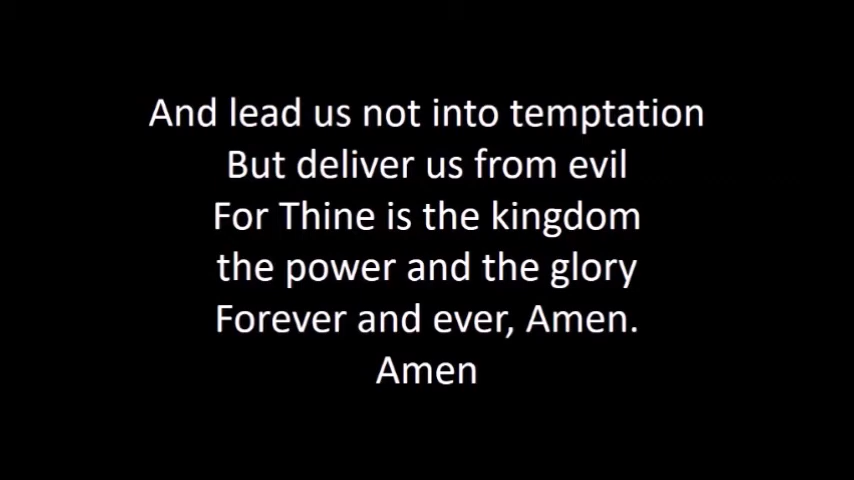 And lead us not into temptation
But deliver us from evil
For Thine is the kingdom
the power and the glory
Forever and ever, Amen.
Amen